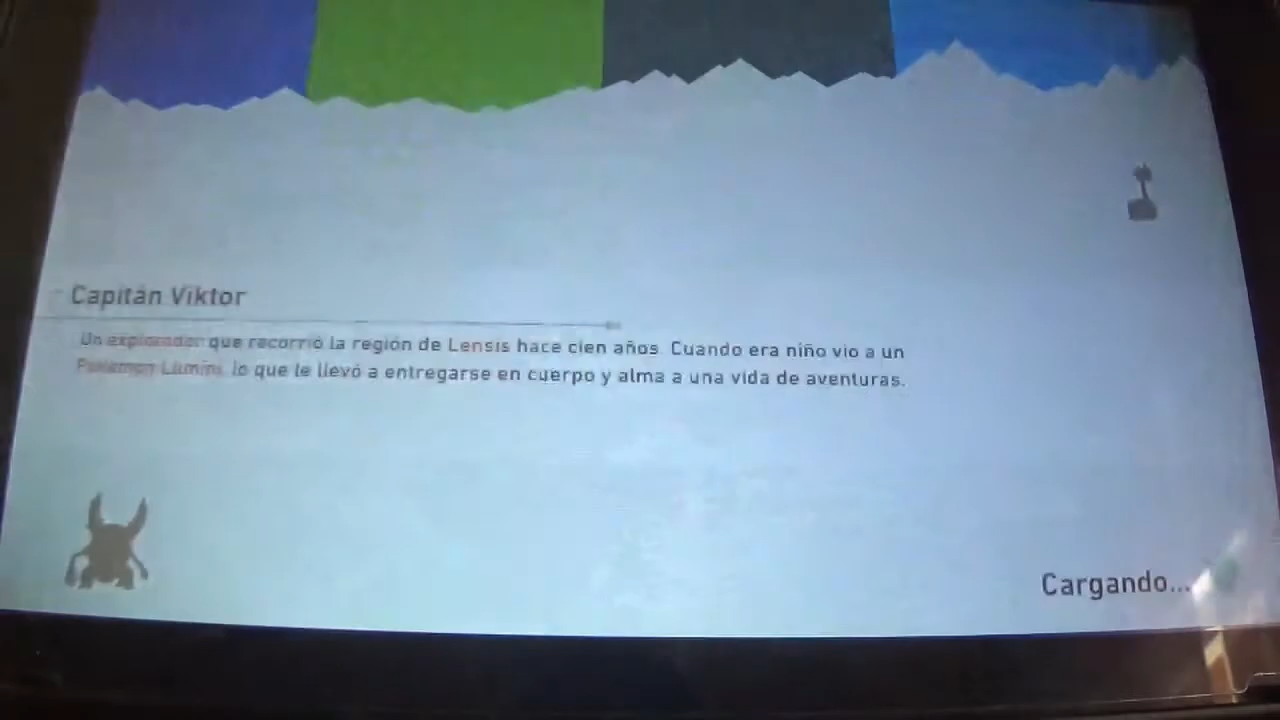 Capitán Viktor
Un explorador que recorrió la región de Lensis hace cien años. Cuando era niño vio a un
Pokémon Lúmini, lo que le llevó a entregarse en cuerpo y alma a una vida de aventuras.
Cargando...